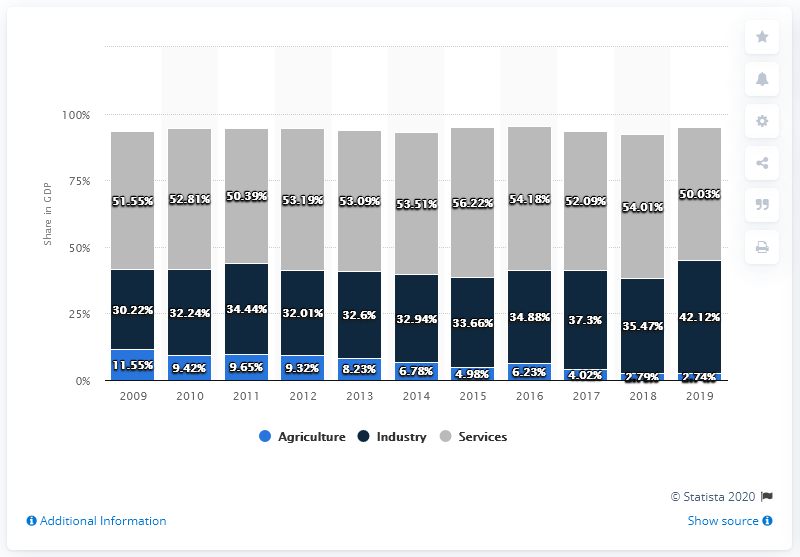 100%
75%
50%
25%
0%
Share in GDP
51.55% 52.81% 50.39% 53.19% 53.09% 53.51% 56.22% 54.18% 52.09% 54.01% 50.03%
30.22% 32.24% 34.44% 32.01% 32.6% 32.94% 33.66% 34.88% 37.3% 35.47% 42.12%
11.55% 9.42% 9.65% 9.32% 8.23% 6.78% 4.98% 6.23% 4.02% 2.79% 2.74%
2009 2010 2011 2012 2013 2014 2015 2016 2017 2018 2019
Agriculture Industry Services
© Statista 2020
Additional Information Show source